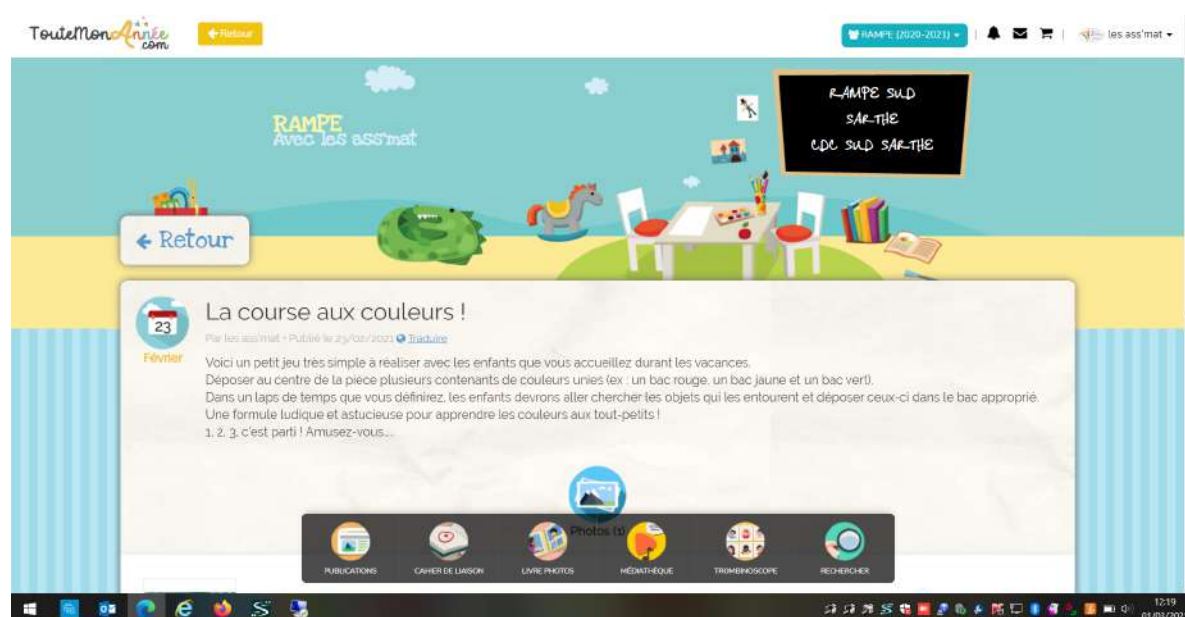 TouteMonAnnée
.com
Retour
RAMPE (2020-2021)
les ass'mat
RAMPE
Avec les ass'mat
RAMPE SUD
SARTHE
CDC SUD SARTHE
Retour
23
Février
La course aux couleurs !
Par les ass'mat • Publié le 23/02/2021 Traduire
Voici un petit jeu très simple à réaliser avec les enfants que vous accueillez durant les vacances.
Déposer au centre de la pièce plusieurs contenants de couleurs unies (ex : un bac rouge, un bac jaune et un bac vert).
Dans un laps de temps que vous définirez, les enfants devrons aller chercher les objets qui les entourent et déposer ceux-ci dans le bac approprié.
Une formule ludique et astucieuse pour apprendre les couleurs aux tout-petits !
1, 2, 3, c'est parti ! Amusez-vous....
Photos (1)
PUBLICATIONS CAHIER DE LIAISON LIVRE PHOTOS MÉDIATHÈQUE TROMBINOSCOPE RECHERCHER
12:19